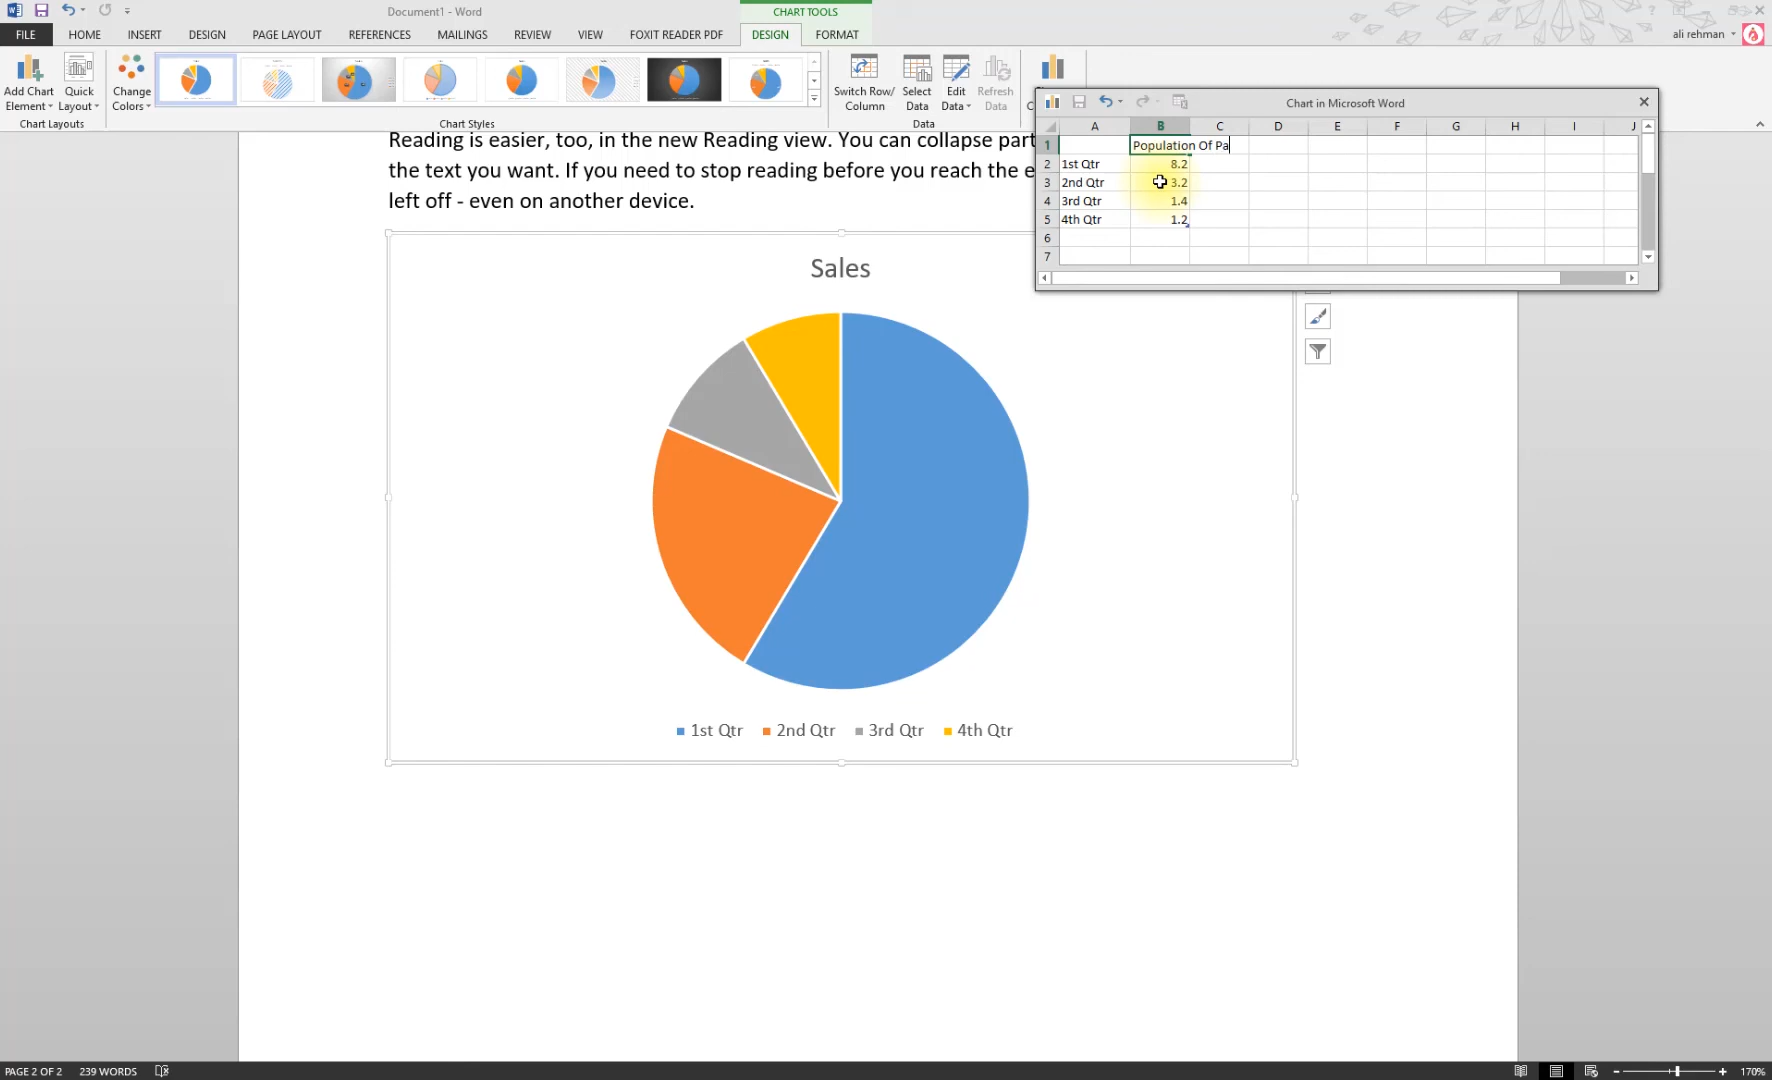 Document1 - Word
CHART TOOLS
FILE
HOME
INSERT
DESIGN
PAGE LAYOUT
REFERENCES
MAILINGS
REVIEW
VIEW
FOXIT READER PDF
DESIGN
FORMAT
ali rehman
Add Chart
Element
Quick
Layout
Change
Colors
Switch Row/
Column
Select
Data
Edit
Data
Refresh
Data
Chart Layouts
Chart Styles
Data
Chart in Microsoft Word
A B C D E F G H I J
1 Population Of Pa
2 1st Qtr 8.2
3 2nd Qtr 3.2
4 3rd Qtr 1.4
5 4th Qtr 1.2
6
7
Reading is easier, too, in the new Reading view. You can collapse part
the text you want. If you need to stop reading before you reach the e
left off - even on another device.
Sales
1st Qtr 2nd Qtr 3rd Qtr 4th Qtr
PAGE 2 OF 2 239 WORDS
170%